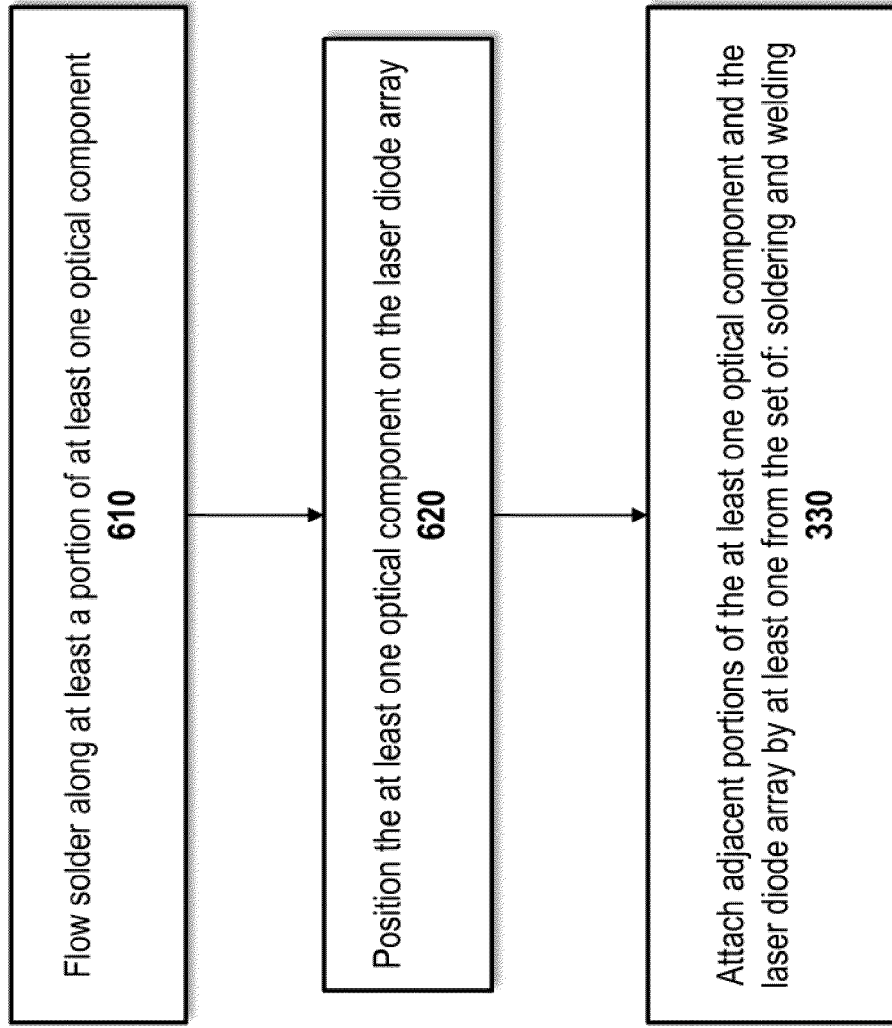 Flow solder along at least a portion of at least one optical component
610
Position the at least one optical component on the laser diode array
620
Attach adjacent portions of the at least one optical component and the
laser diode array by at least one from the set of: soldering and welding
330